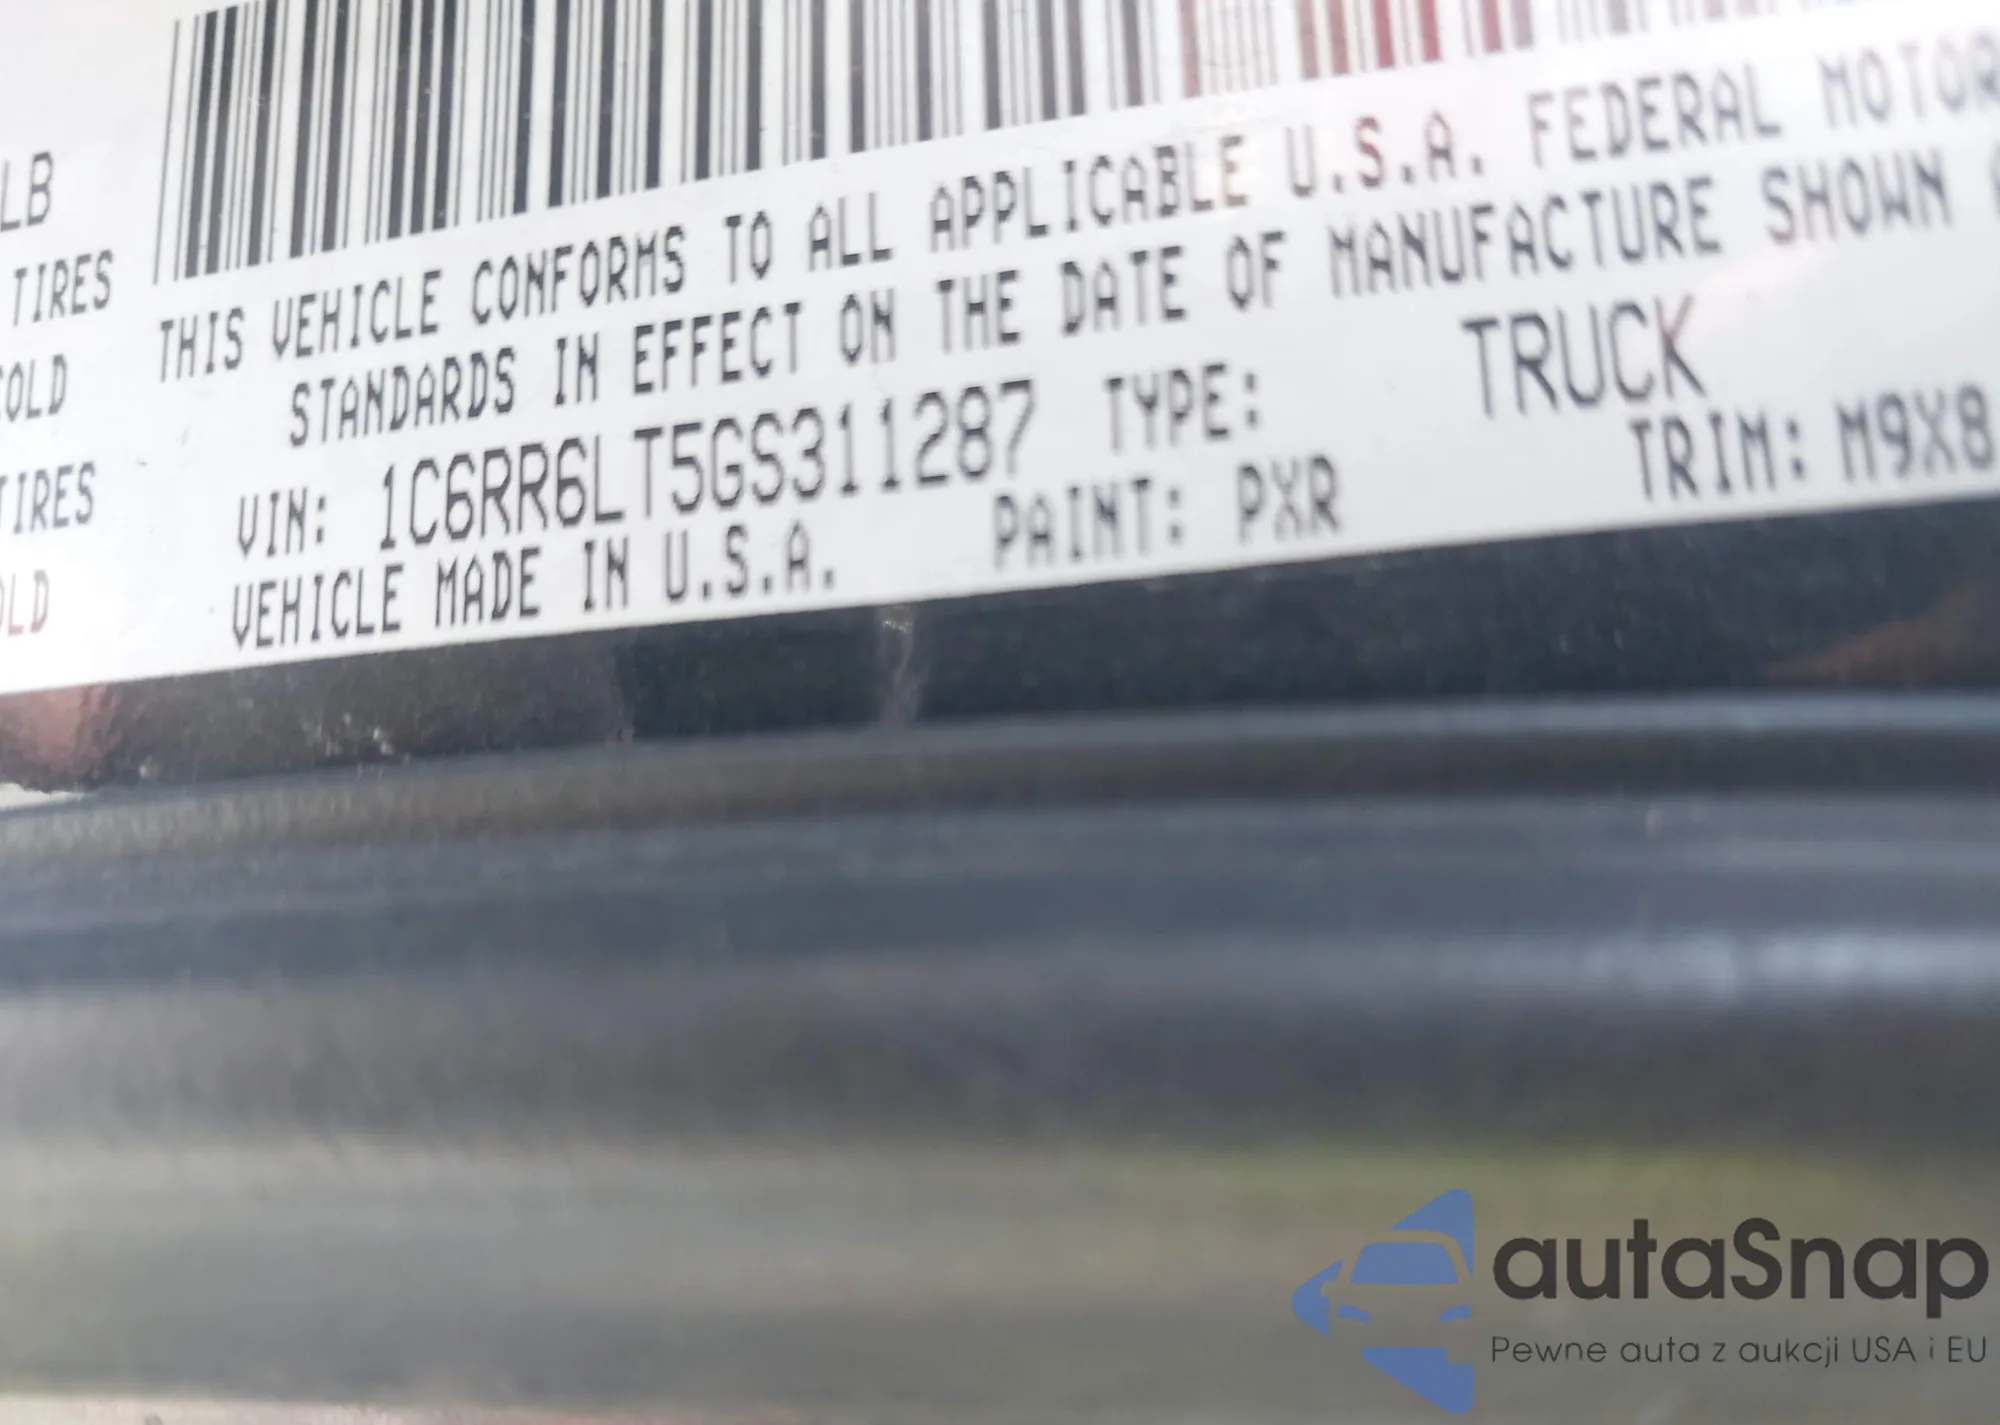 LB
TIRES
COLD
TIRES
OLD
THIS VEHICLE CONFORMS TO ALL APPLICABLE U.S.A. FEDERAL MOTOR
STANDARDS IN EFFECT ON THE DATE OF MANUFACTURE SHOWN
VIN: 1C6RR6LT5GS311287 TYPE: TRUCK
VEHICLE MADE IN U.S.A. PAINT: PXR TRIM: M9X8
autaSnap
Pewne auta z aukcji USA i EU